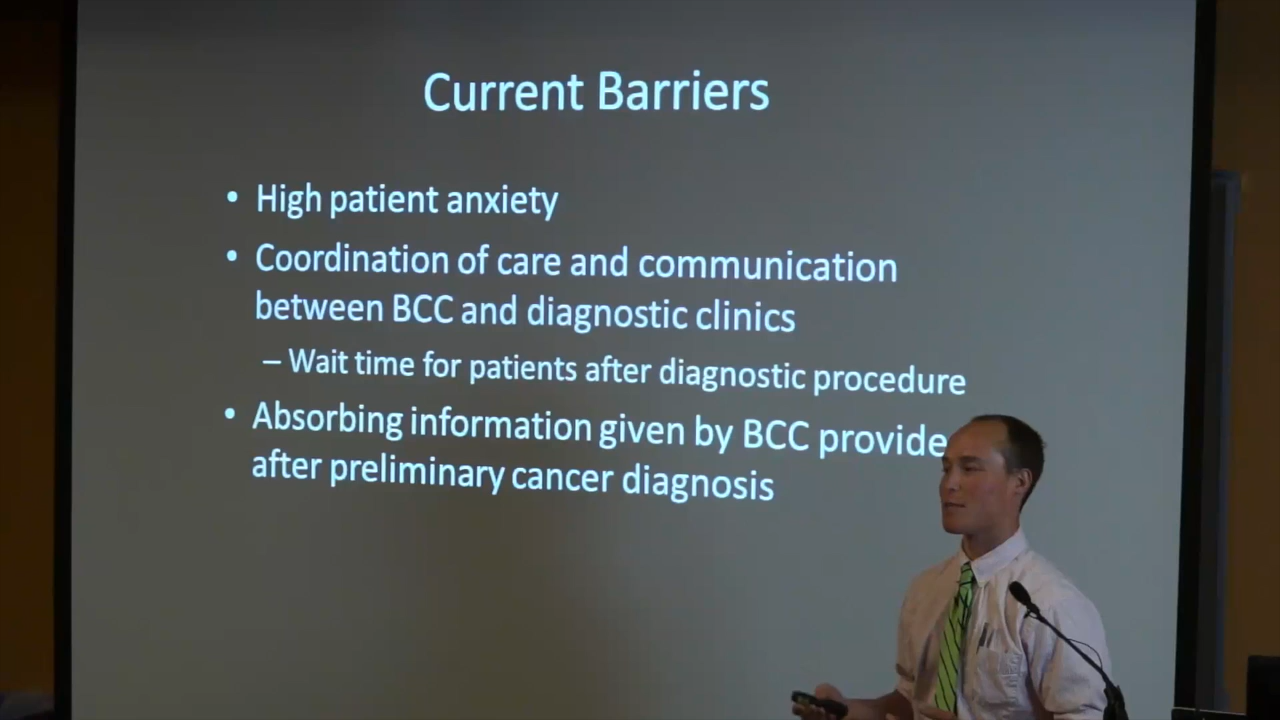 Current Barriers
• High patient anxiety
• Coordination of care and communication
between BCC and diagnostic clinics
– Wait time for patients after diagnostic procedure
• Absorbing information given by BCC provide
after preliminary cancer diagnosis